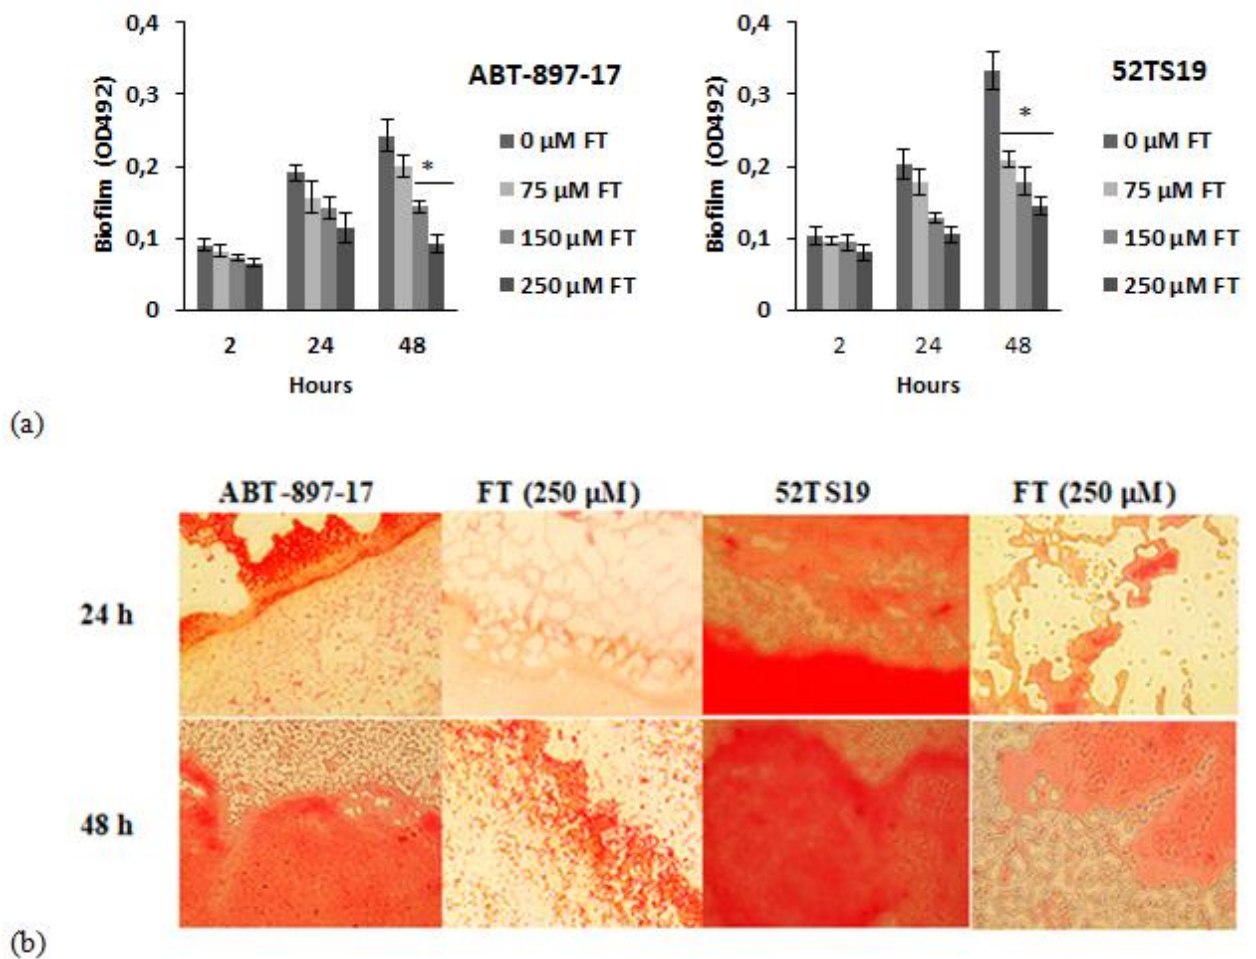 0,4
0,3
0,2
0,1
0
Biofilm (OD492)
2 24 48
Hours
ABT-897-17
*
0 µM FT
75 µM FT
150 µM FT
250 µM FT
0,4
0,3
0,2
0,1
0
Biofilm (OD492)
2 24 48
Hours
52TS19
*
0 µM FT
75 µM FT
150 µM FT
250 µM FT
(a)
ABT-897-17 FT (250 µM) 52TS19 FT (250 µM)
24 h
48 h
(b)